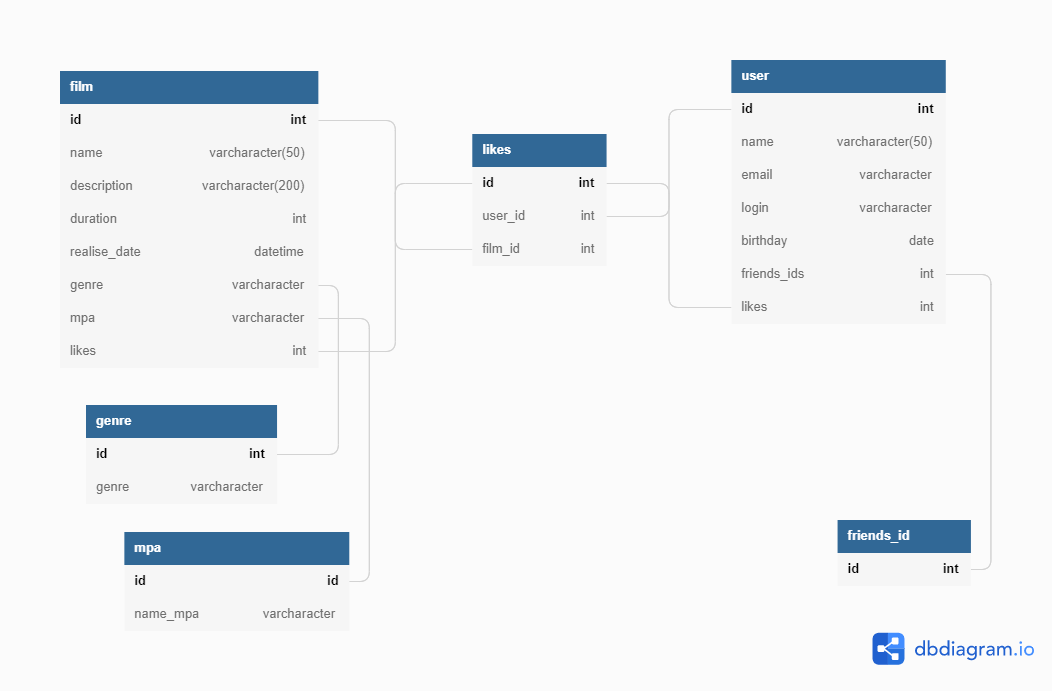 film
id int
name varcharacter(50)
description varcharacter(200)
duration int
realise_date datetime
genre varcharacter
mpa varcharacter
likes int
likes
id int
user_id int
film_id int
user
id int
name varcharacter(50)
email varcharacter
login varcharacter
birthday date
friends_ids int
likes int
genre
id int
genre varcharacter
mpa
id id
name_mpa varcharacter
friends_id
id int
dbdiagram.io